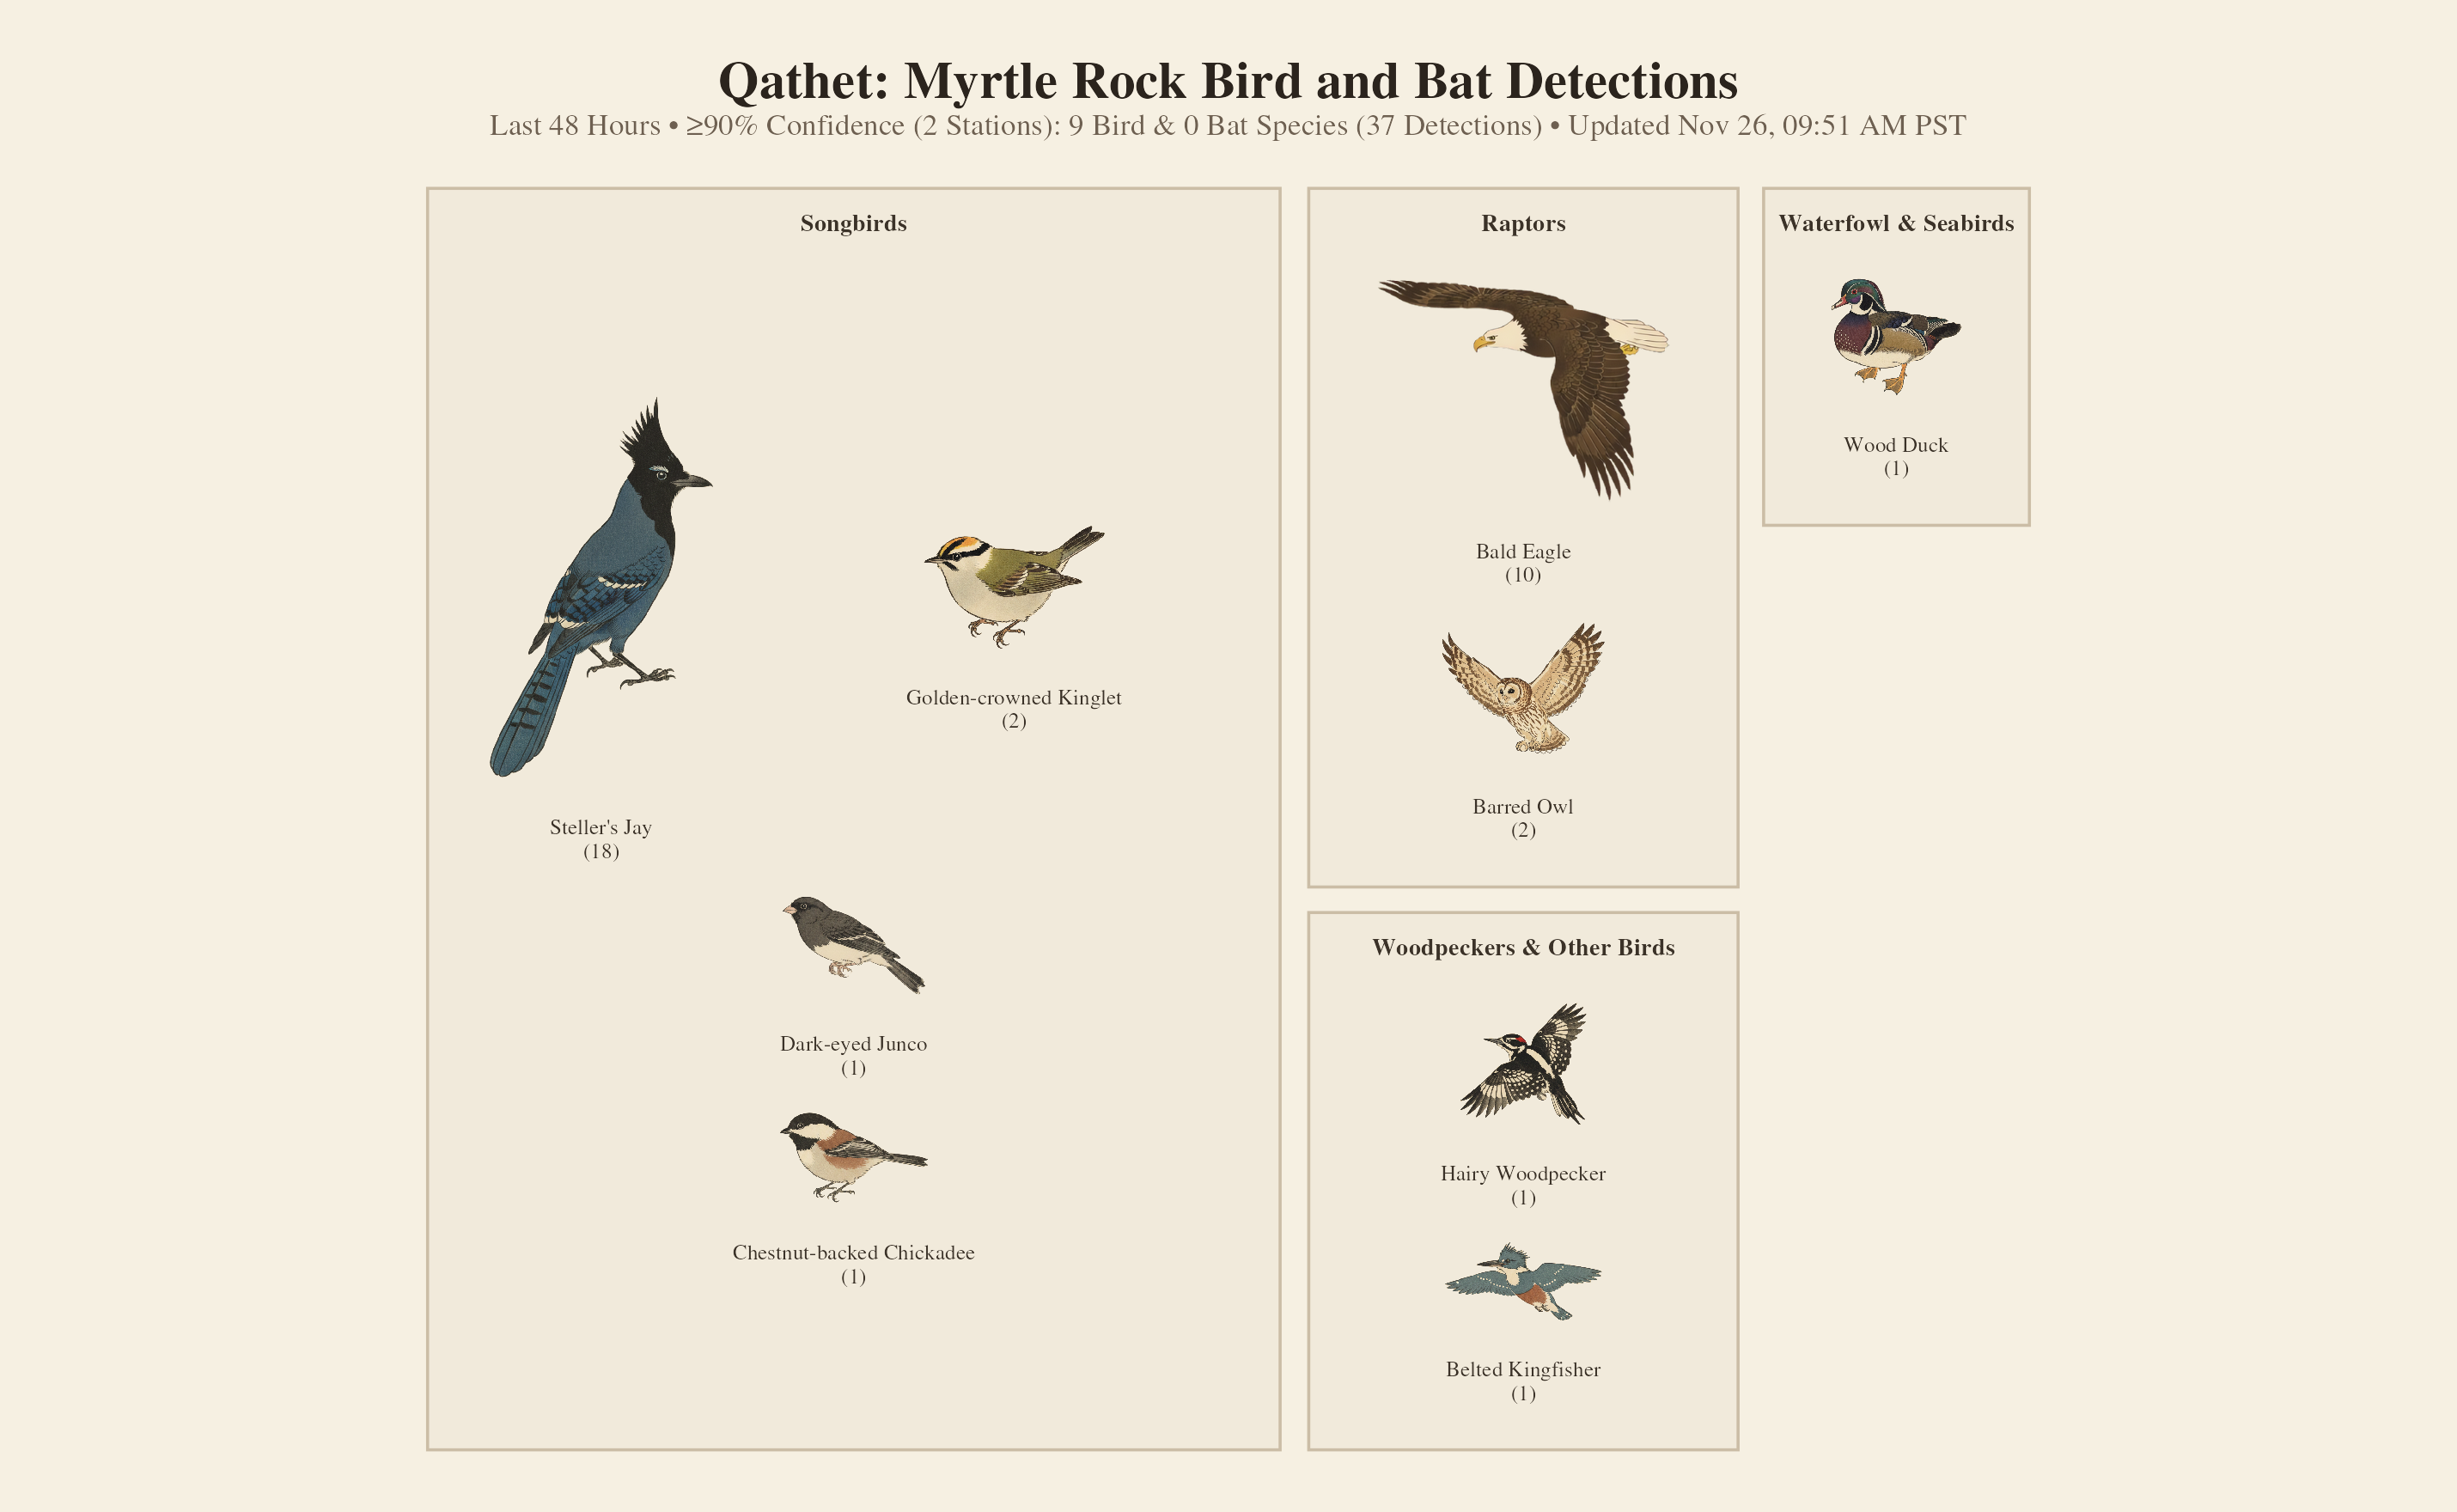 Qathet: Myrtle Rock Bird and Bat Detections
Last 48 Hours • ≥90% Confidence (2 Stations): 9 Bird & 0 Bat Species (37 Detections) • Updated Nov 26, 09:51 AM PST
Songbirds
Steller's Jay
(18)
Golden-crowned Kinglet
(2)
Dark-eyed Junco
(1)
Chestnut-backed Chickadee
(1)
Raptors
Bald Eagle
(10)
Barred Owl
(2)
Woodpeckers & Other Birds
Hairy Woodpecker
(1)
Belted Kingfisher
(1)
Waterfowl & Seabirds
Wood Duck
(1)